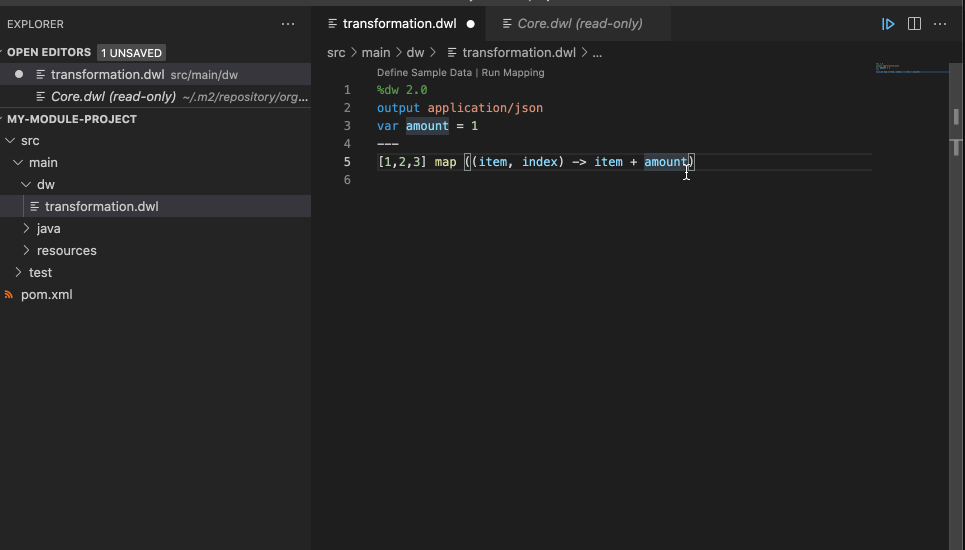 EXPLORER
...
OPEN EDITORS 1 UNSAVED
transformation.dwl src/main/dw
Core.dwl (read-only) ~/.m2/repository/org...
MY-MODULE-PROJECT
src
main
dw
transformation.dwl
java
resources
test
pom.xml
transformation.dwl
Core.dwl (read-only)
...
src > main > dw > transformation.dwl > ...
Define Sample Data | Run Mapping
1 %dw 2.0
2 output application/json
3 var amount = 1
4 ---
5 [1,2,3] map ((item, index) -> item + amount)
6